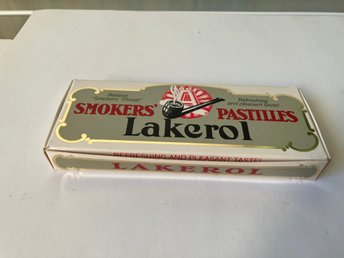 Relieve Smokers' Throat
Refreshing and pleasant taste!
SMOKERS' PASTILLES
Lakerol
REFRESHING AND PLEASANT TASTE!
LAKEROL